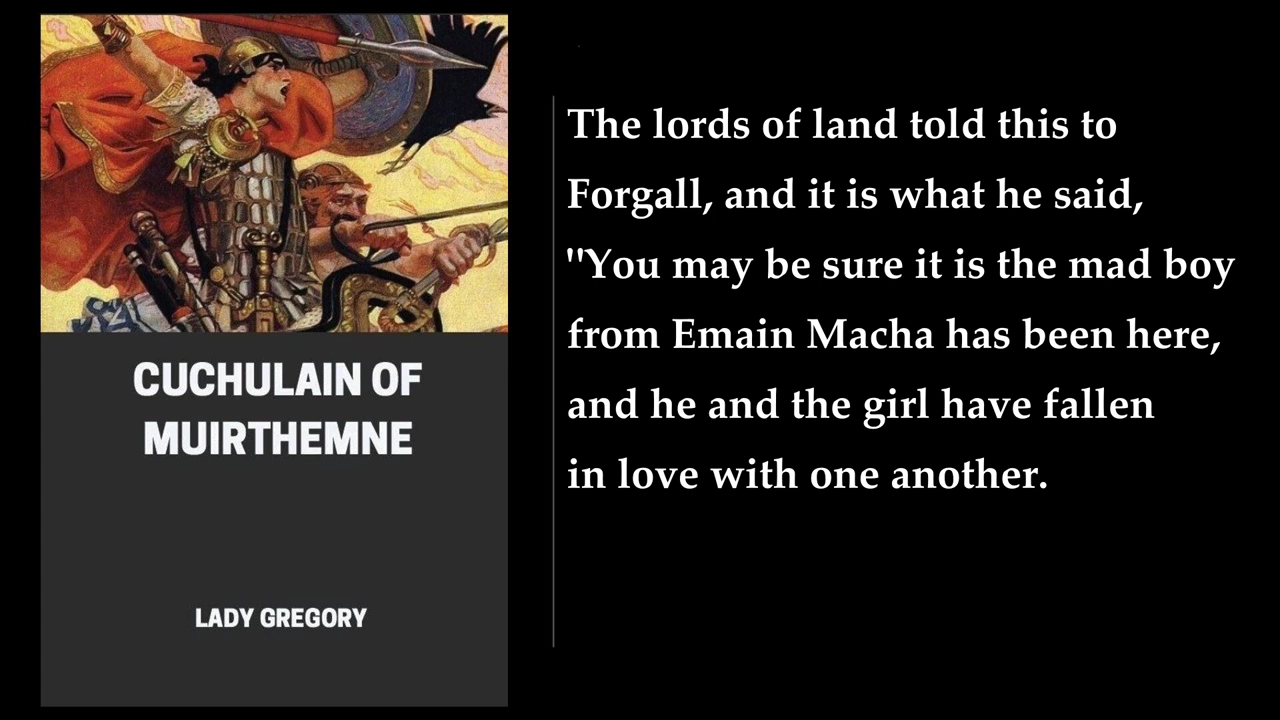 CUCHULAIN OF
MUIRTHEMNE
LADY GREGORY
The lords of land told this to
Forgall, and it is what he said,
"You may be sure it is the mad boy
from Emain Macha has been here,
and he and the girl have fallen
in love with one another.